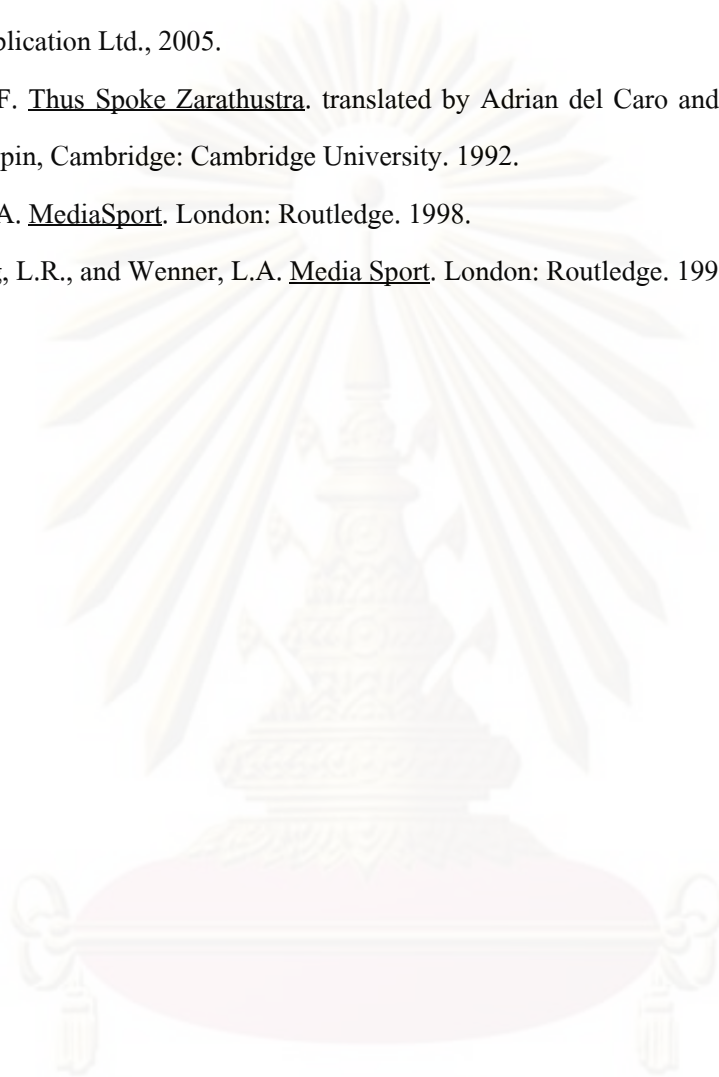 plication Ltd., 2005.
F. Thus Spoke Zarathustra. translated by Adrian del Caro and
pin, Cambridge: Cambridge University. 1992.
A. MediaSport. London: Routledge. 1998.
, L.R., and Wenner, L.A. Media Sport. London: Routledge. 199